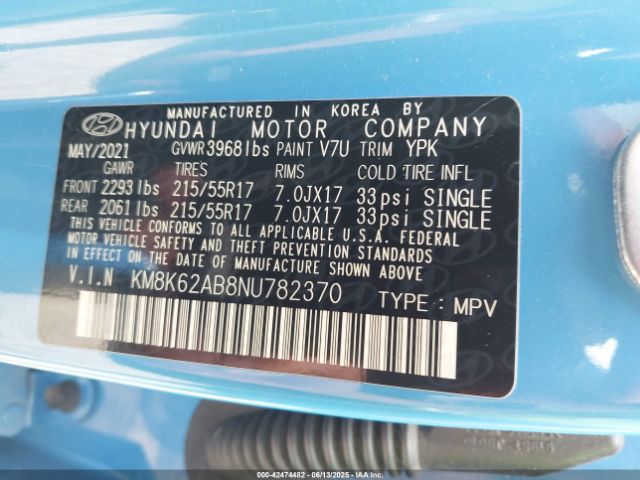 MANUFACTURED IN KOREA BY
HYUNDAI MOTOR COMPANY
MAY/2021 GVWR 3968 lbs PAINT V7U TRIM YPK
GAWR TIRES RIMS COLD TIRE INFL
FRONT 2293 lbs 215/55R17 7.0JX17 33psi SINGLE
REAR 2061 lbs 215/55R17 7.0JX17 33psi SINGLE
THIS VEHICLE CONFORMS TO ALL APPLICABLE U.S.A. FEDERAL
MOTOR VEHICLE SAFETY AND THEFT PREVENTION STANDARDS
IN EFFECT ON THE DATE OF MANUFACTURE SHOWN ABOVE.
V.I.N KM8K62AB8NU782370 TYPE : MPV
000-42474482 - 06/13/2025 - IAAI.COM